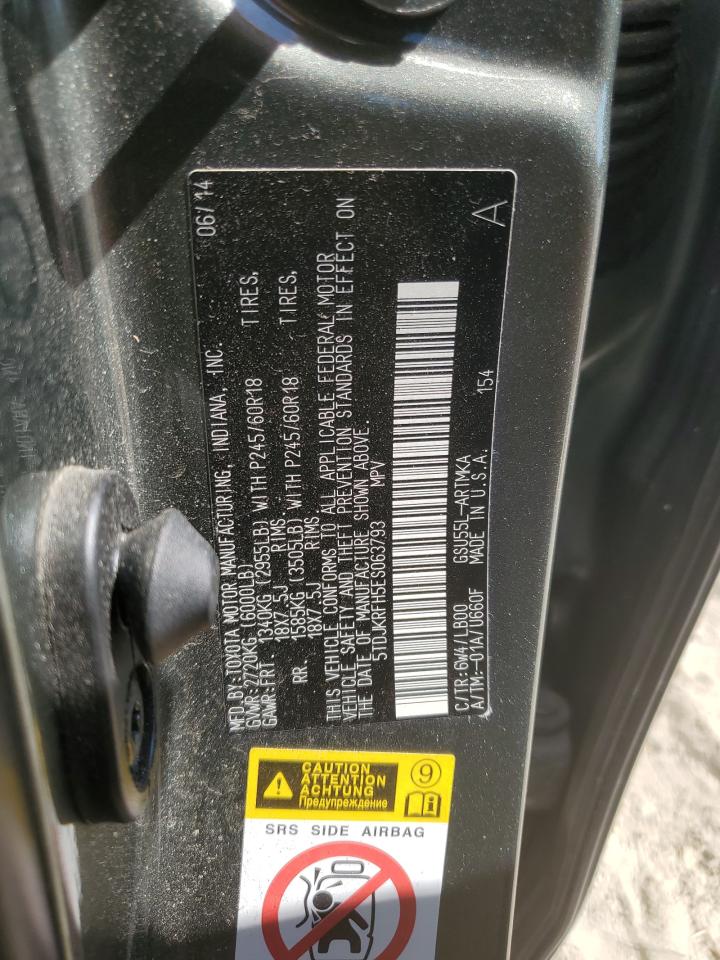 MFD.BY:TOYOTA MOTOR MANUFACTURING, INDIANA, INC. 06/14
GVWR:2720KG (6000LB)
GAWR:FRT. 1340KG (2955LB) WITH P245/60R18 TIRES,
18X7.5J RIMS
RR. 1585KG (3505LB) WITH P245/60R18 TIRES,
18X7.5J RIMS
THIS VEHICLE CONFORMS TO ALL APPLICABLE FEDERAL MOTOR
VEHICLE SAFETY AND THEFT PREVENTION STANDARDS IN EFFECT ON
THE DATE OF MANUFACTURE SHOWN ABOVE.
5TDJKRFH5ES063793 MPV
C/TR:6W4/LB00 GSU55L-ARTMKA 154
A/TM:-01A/U660F MADE IN U.S.A. A
CAUTION
ATTENTION
ACHTUNG
Предупреждение
9
SRS SIDE AIRBAG